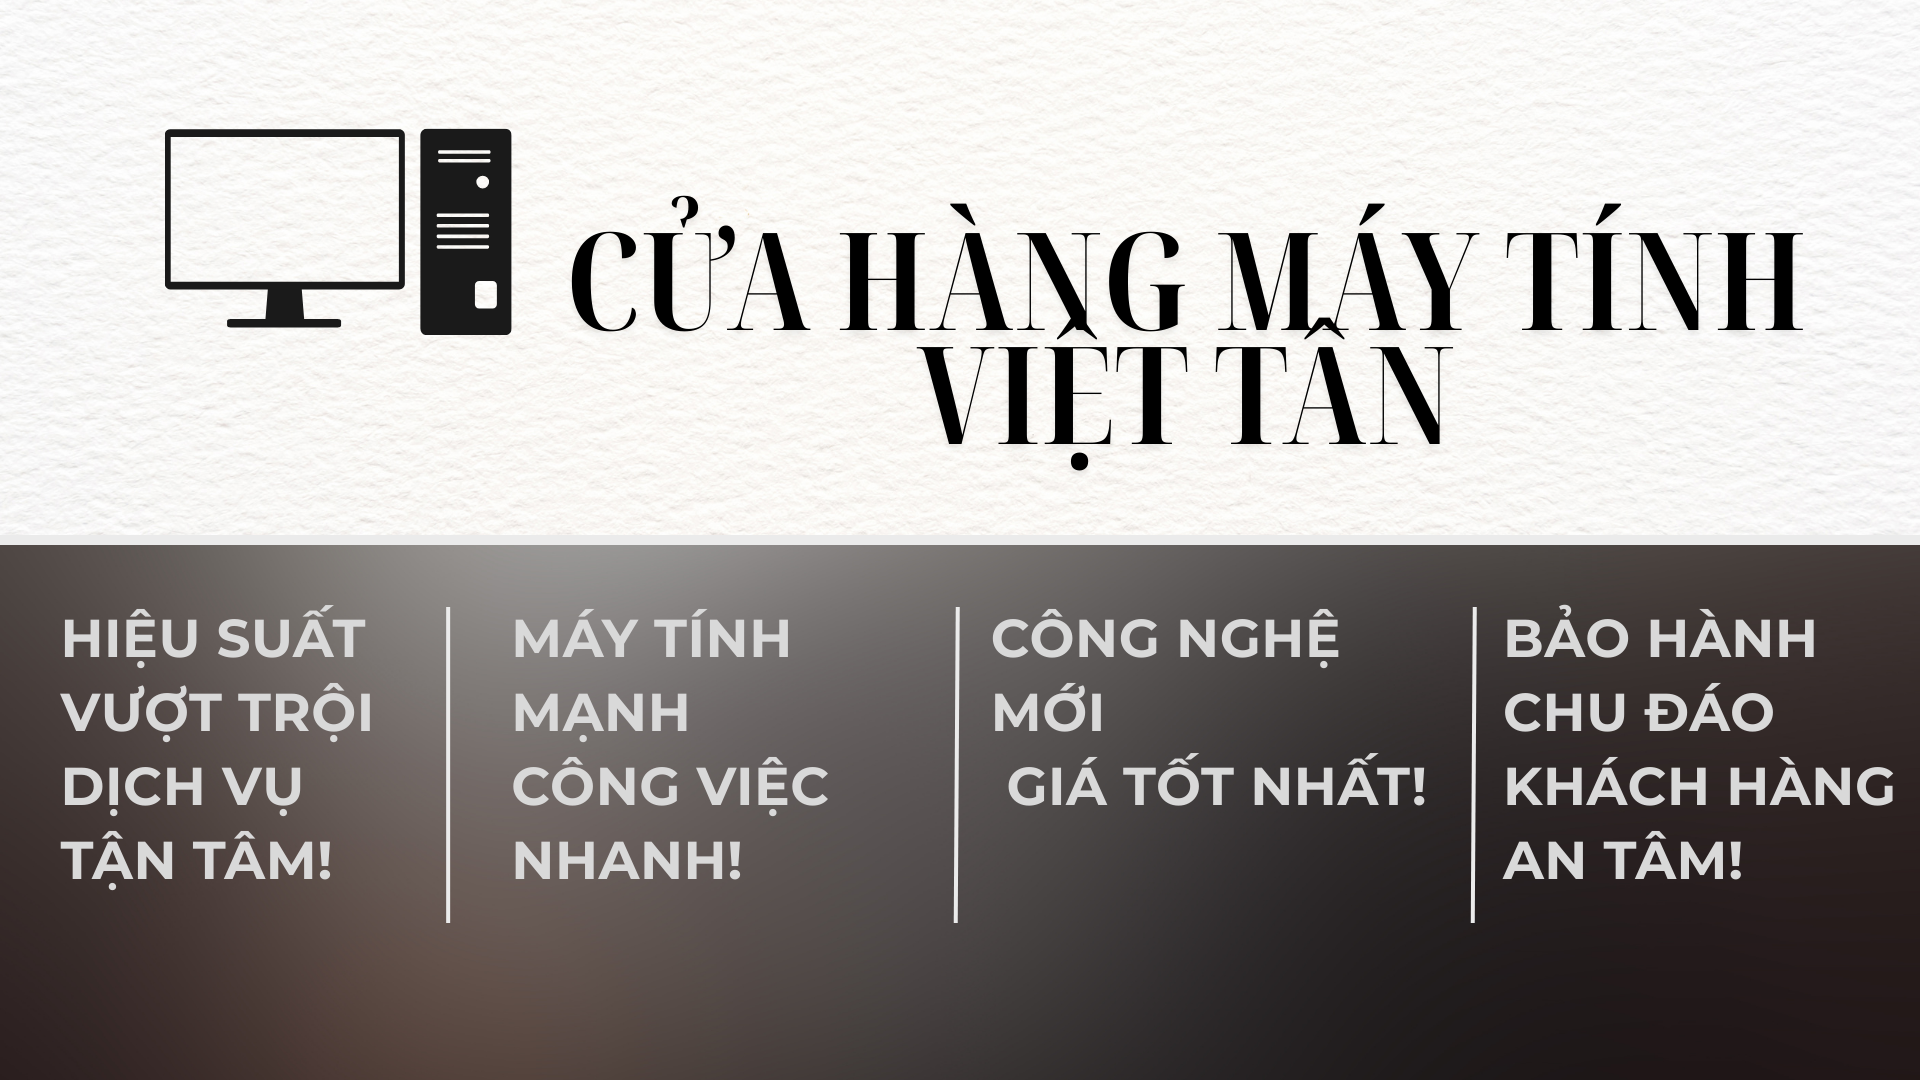 CỬA HÀNG MÁY TÍNH
VIỆT TÂN
HIỆU SUẤT
VƯỢT TRỘI
DỊCH VỤ
TẬN TÂM!
MÁY TÍNH
MẠNH
CÔNG VIỆC
NHANH!
CÔNG NGHỆ
MỚI
GIÁ TỐT NHẤT!
BẢO HÀNH
CHU ĐÁO
KHÁCH HÀNG
AN TÂM!